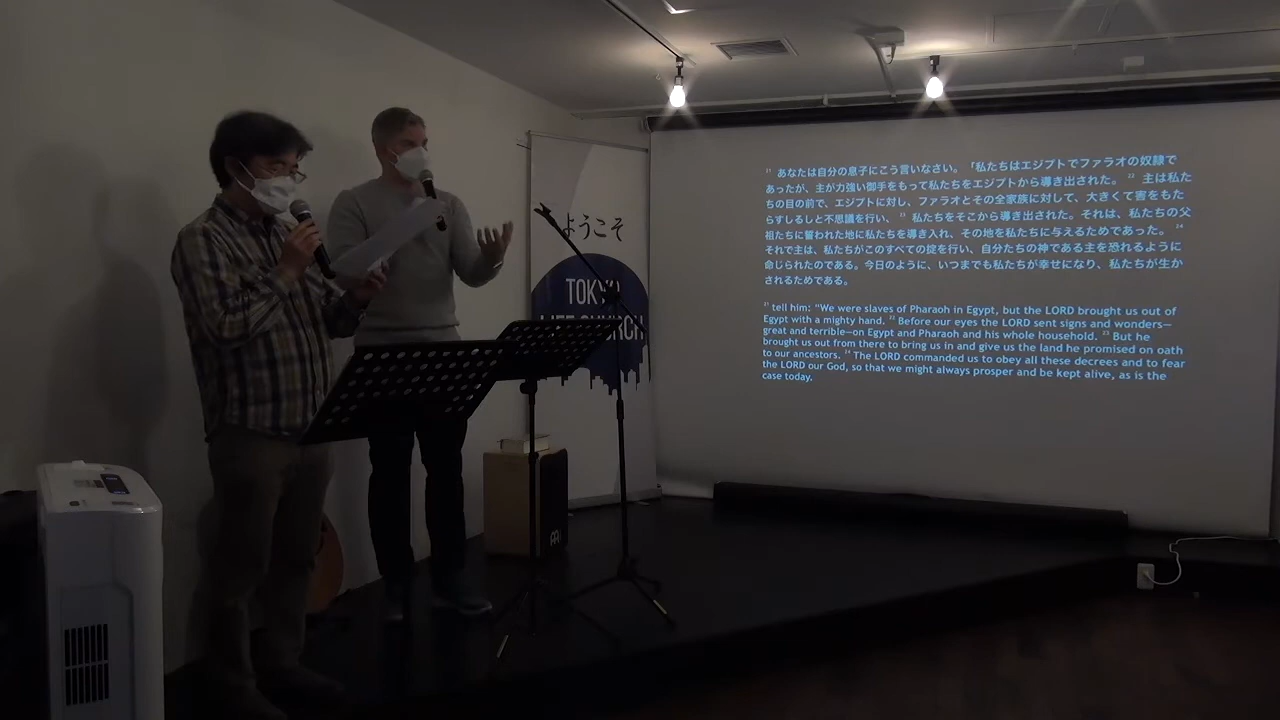 ようこそ
TOKYO
LIFE CHURCH
²¹ あなたは自分の息子にこう言いなさい。「私たちはエジプトでファラオの奴隷で
あったが、主が力強い御手をもって私たちをエジプトから導き出された。 ²² 主は私た
ちの目の前で、エジプトに対し、ファラオとその全家族に対して、大きくて害をもた
らすしるしと不思議を行い、 ²³ 私たちをそこから導き出された。それは、私たちの父
祖たちに誓われた地に私たちを導き入れ、その地を私たちに与えるためであった。 ²⁴
それで主は、私たちがこのすべての掟を行い、自分たちの神である主を恐れるように
命じられたのである。今日のように、いつまでも私たちが幸せになり、私たちが生か
されるためである。
²¹ tell him: “We were slaves of Pharaoh in Egypt, but the LORD brought us out of
Egypt with a mighty hand. ²² Before our eyes the LORD sent signs and wonders—
great and terrible—on Egypt and Pharaoh and his whole household. ²³ But he
brought us out from there to bring us in and give us the land he promised on oath
to our ancestors. ²⁴ The LORD commanded us to obey all these decrees and to fear
the LORD our God, so that we might always prosper and be kept alive, as is the
case today.